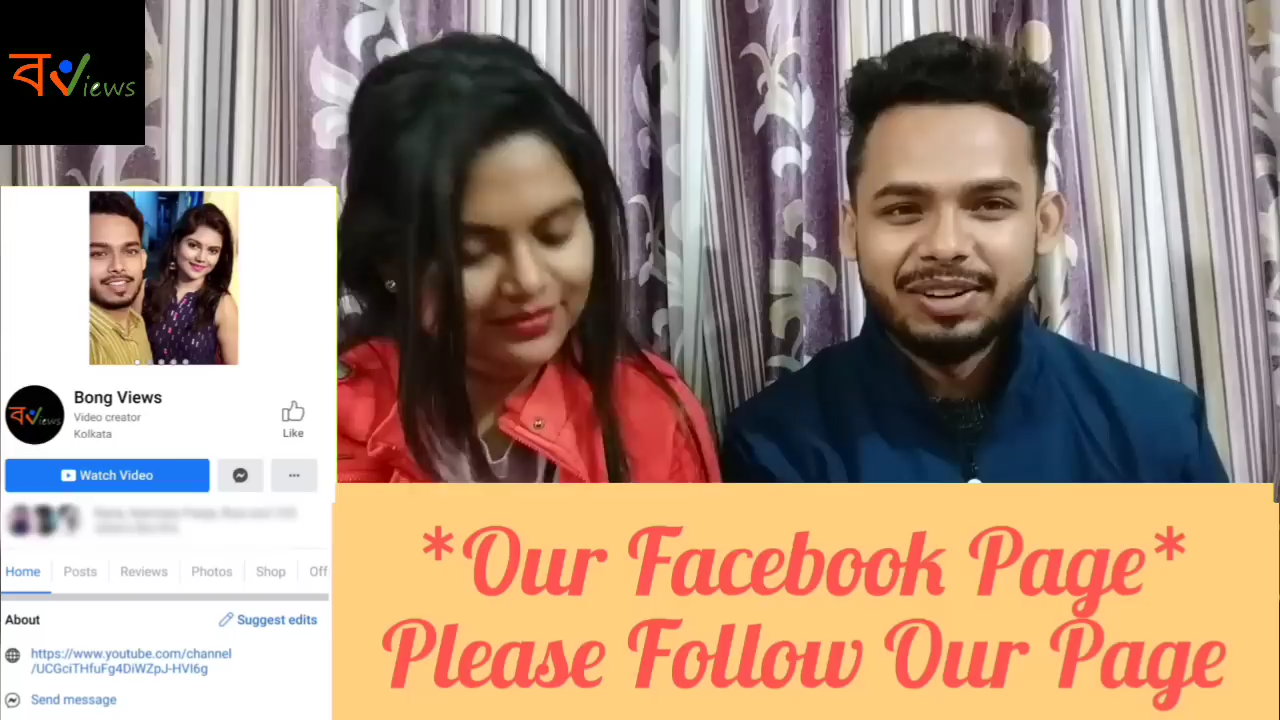 বViews
Bong Views
Video creator
Kolkata
Like
বViews
Watch Video
Home Posts Reviews Photos Shop Off
About
Suggest edits
https://www.youtube.com/channel
/UCGciTHfuFg4DiWZpJ-HVI6g
Send message
*Our Facebook Page*
Please Follow Our Page